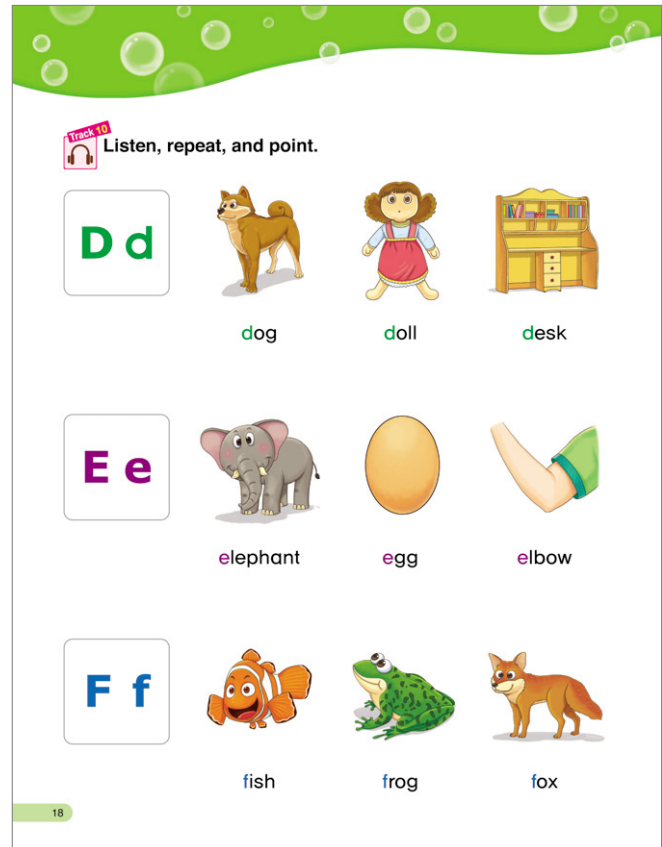 Track 10
Listen, repeat, and point.
D d
dog doll desk
E e
elephant egg elbow
F f
fish frog fox
18